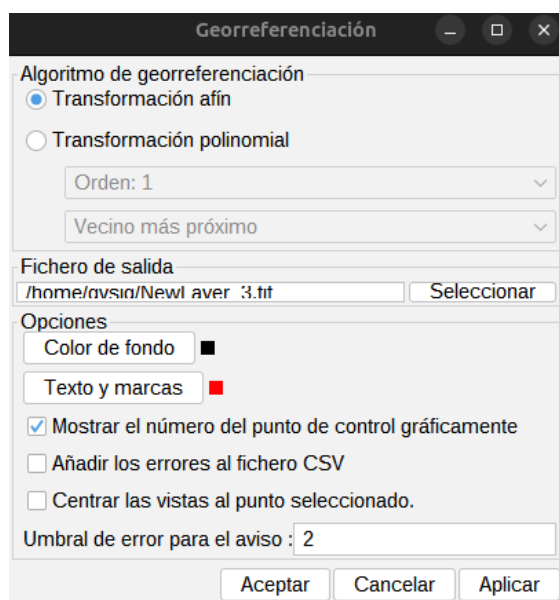 Georreferenciación
Algoritmo de georreferenciación
Transformación afín
Transformación polinomial
Orden: 1
Vecino más próximo
Fichero de salida
/home/gvsig/NewLayer_3.tif Seleccionar
Opciones
Color de fondo
Texto y marcas
Mostrar el número del punto de control gráficamente
Añadir los errores al fichero CSV
Centrar las vistas al punto seleccionado.
Umbral de error para el aviso : 2
Aceptar Cancelar Aplicar